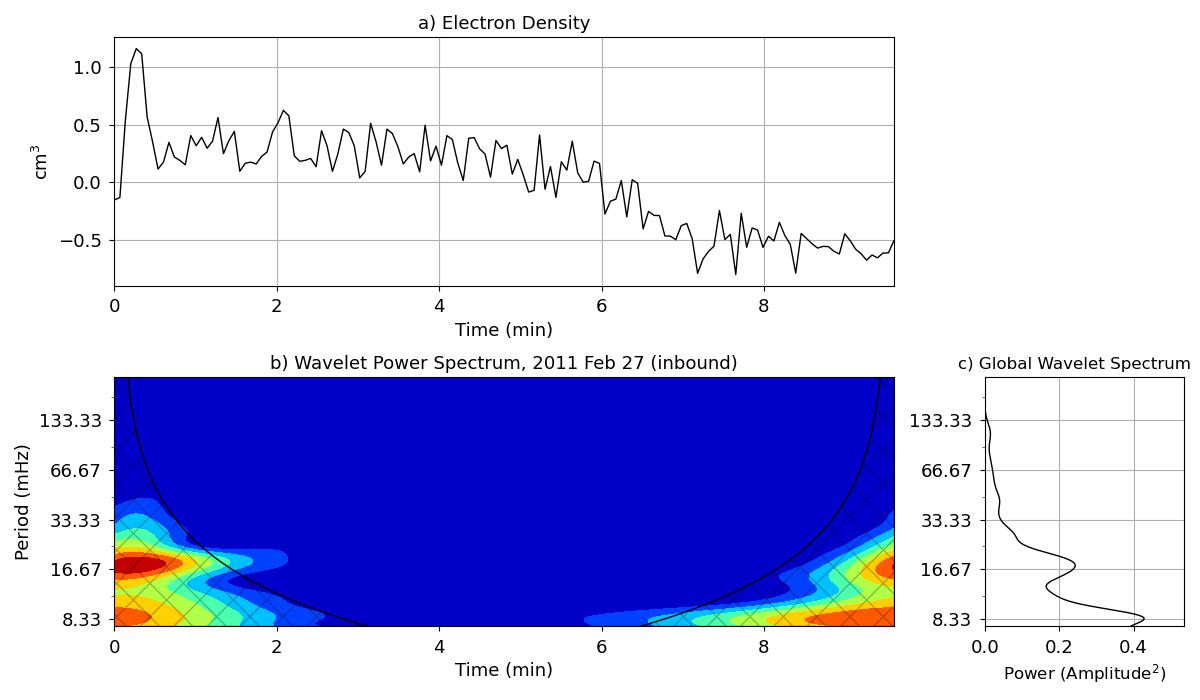 a) Electron Density
1.0
0.5
0.0
−0.5
cm³
0 2 4 6 8
Time (min)
b) Wavelet Power Spectrum, 2011 Feb 27 (inbound)
133.33
66.67
33.33
16.67
8.33
Period (mHz)
0 2 4 6 8
Time (min)
c) Global Wavelet Spectrum
133.33
66.67
33.33
16.67
8.33
0.0 0.2 0.4
Power (Amplitude²)